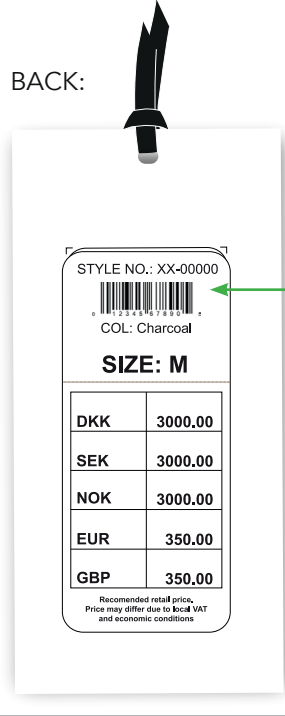 BACK:
STYLE NO.: XX-00000
0 12345 67890 5
COL: Charcoal
SIZE: M
DKK 3000.00
SEK 3000.00
NOK 3000.00
EUR 350.00
GBP 350.00
Recomended retail price.
Price may differ due to local VAT
and economic conditions